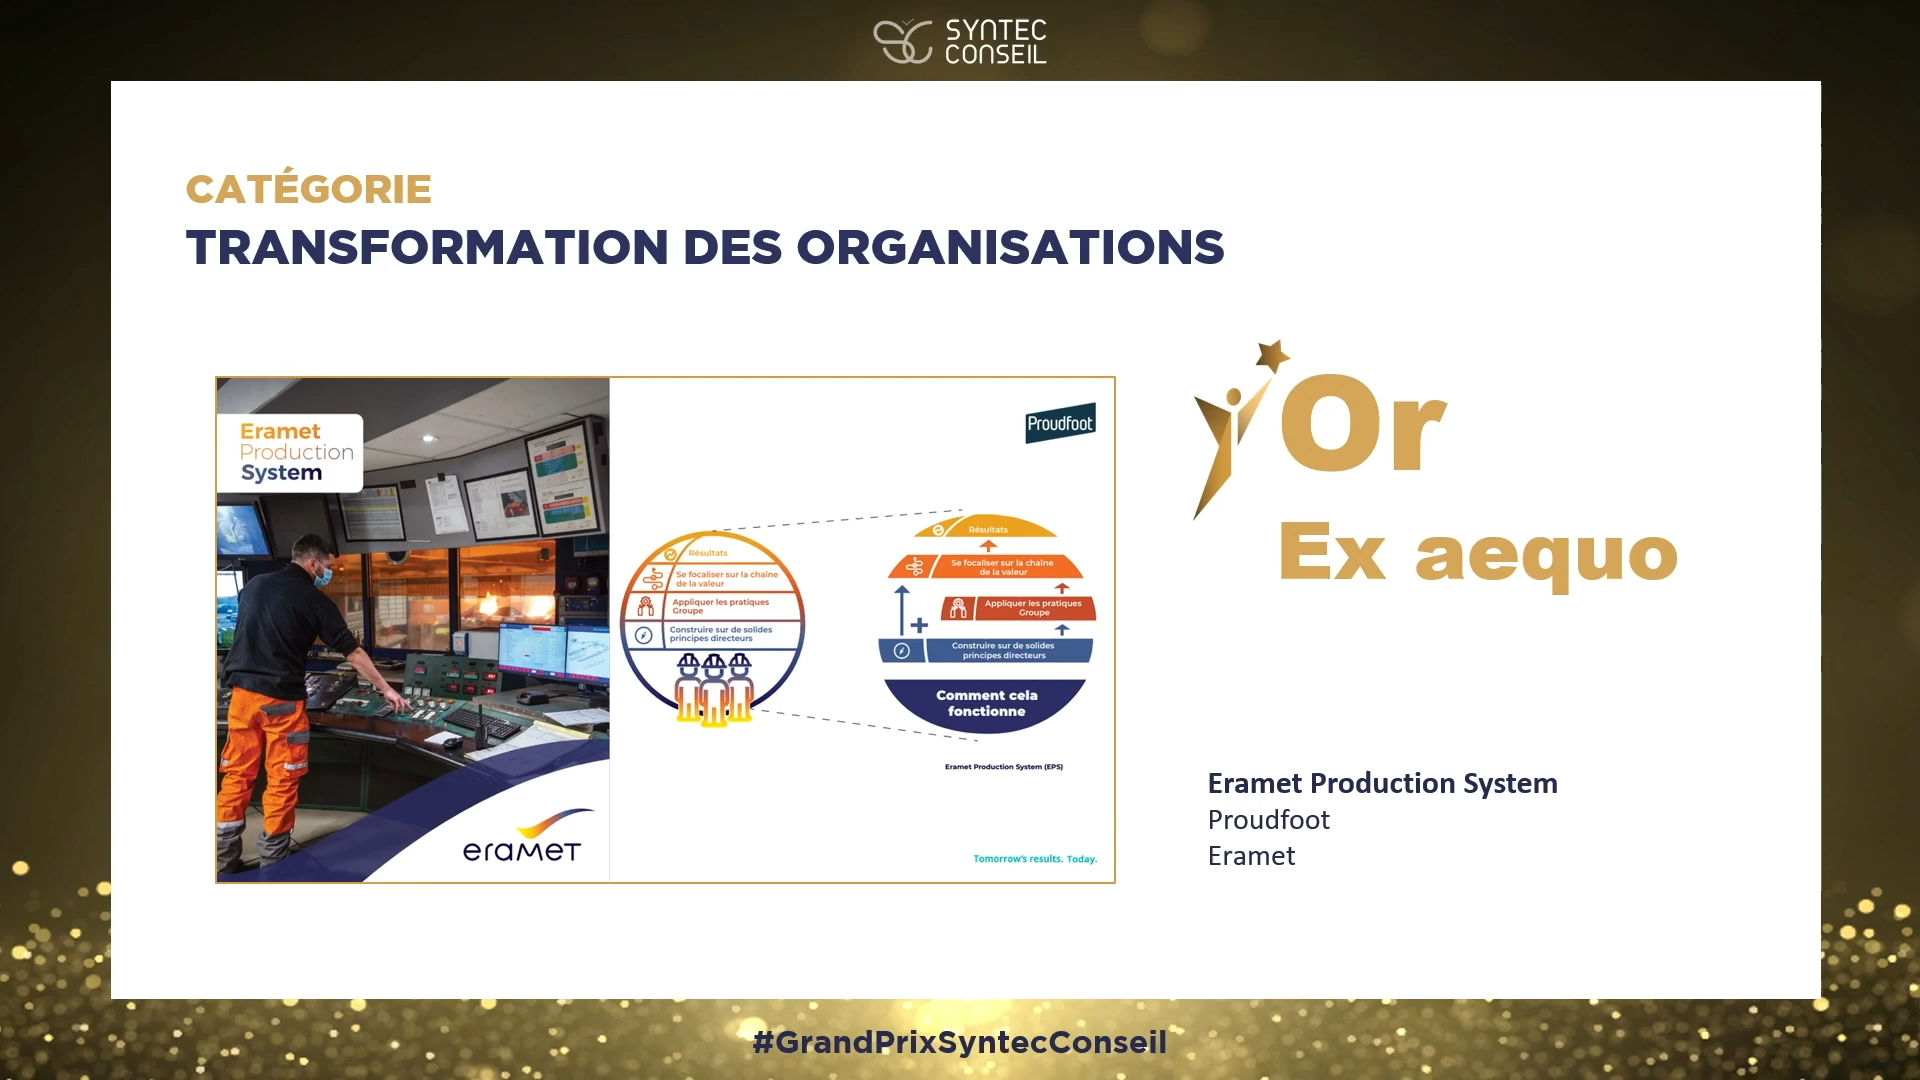 SYNTEC
CONSEIL
CATÉGORIE
TRANSFORMATION DES ORGANISATIONS
Eramet
Production
System
eramet
Proudfoot
Résultats
Se focaliser sur la chaîne
de la valeur
Appliquer les pratiques
Groupe
Construire sur de solides
principes directeurs
Résultats
Se focaliser sur la chaîne
de la valeur
Appliquer les pratiques
Groupe
Construire sur de solides
principes directeurs
Comment cela
fonctionne
Eramet Production System (EPS)
Tomorrow's results. Today.
Or
Ex aequo
Eramet Production System
Proudfoot
Eramet
#GrandPrixSyntecConseil